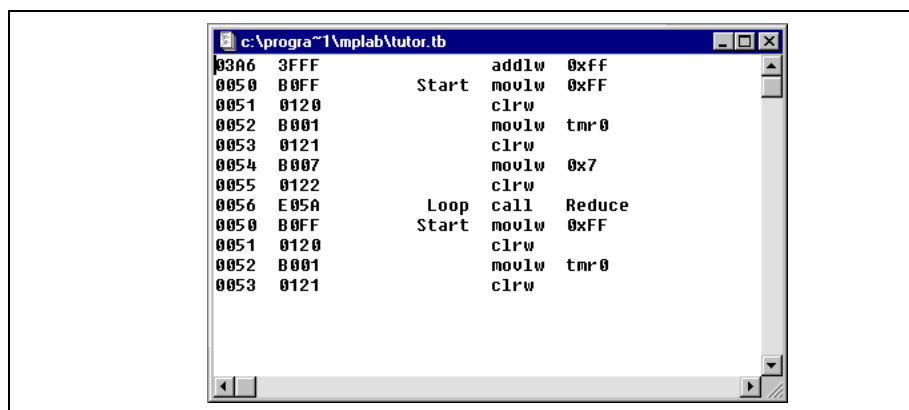 c:\progra~1\mplab\tutor.tb
03A6 3FFF addlw 0xff
0050 B0FF Start movlw 0xFF
0051 0120 clrw
0052 B001 movlw tmr0
0053 0121 clrw
0054 B007 movlw 0x7
0055 0122 clrw
0056 E05A Loop call Reduce
0050 B0FF Start movlw 0xFF
0051 0120 clrw
0052 B001 movlw tmr0
0053 0121 clrw